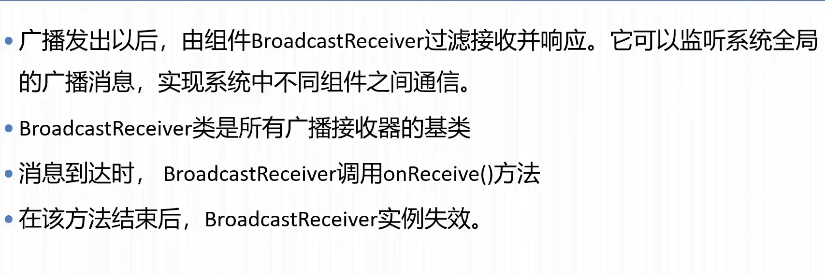 • 广播发出以后，由组件BroadcastReceiver过滤接收并响应。它可以监听系统全局
的广播消息，实现系统中不同组件之间通信。
• BroadcastReceiver类是所有广播接收器的基类
• 消息到达时， BroadcastReceiver调用onReceive()方法
• 在该方法结束后，BroadcastReceiver实例失效。